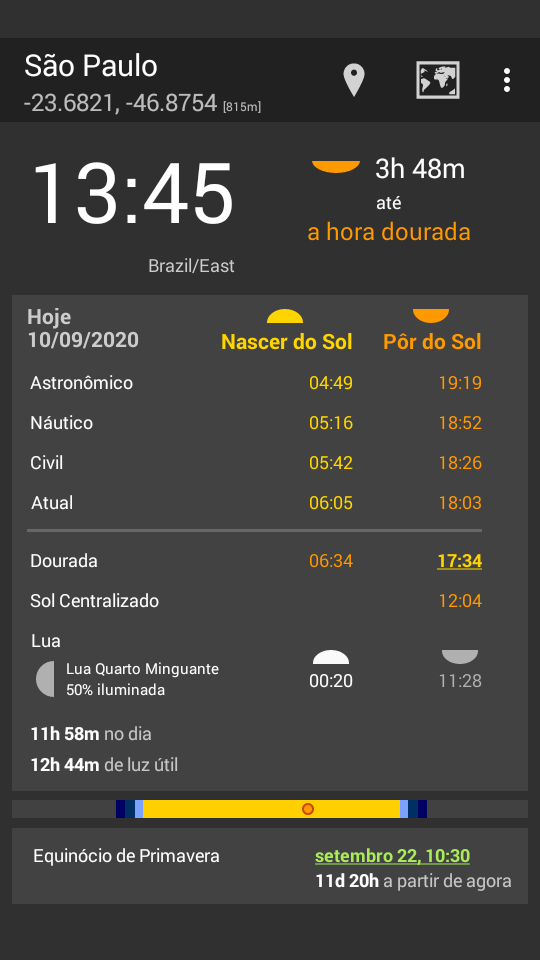 São Paulo
-23.6821, -46.8754 [815m]
13:45
Brazil/East
3h 48m
até
a hora dourada
Hoje
10/09/2020
Nascer do Sol Pôr do Sol
Astronômico 04:49 19:19
Náutico 05:16 18:52
Civil 05:42 18:26
Atual 06:05 18:03
Dourada 06:34 17:34
Sol Centralizado 12:04
Lua
Lua Quarto Minguante
50% iluminada
00:20 11:28
11h 58m no dia
12h 44m de luz útil
Equinócio de Primavera setembro 22, 10:30
11d 20h a partir de agora